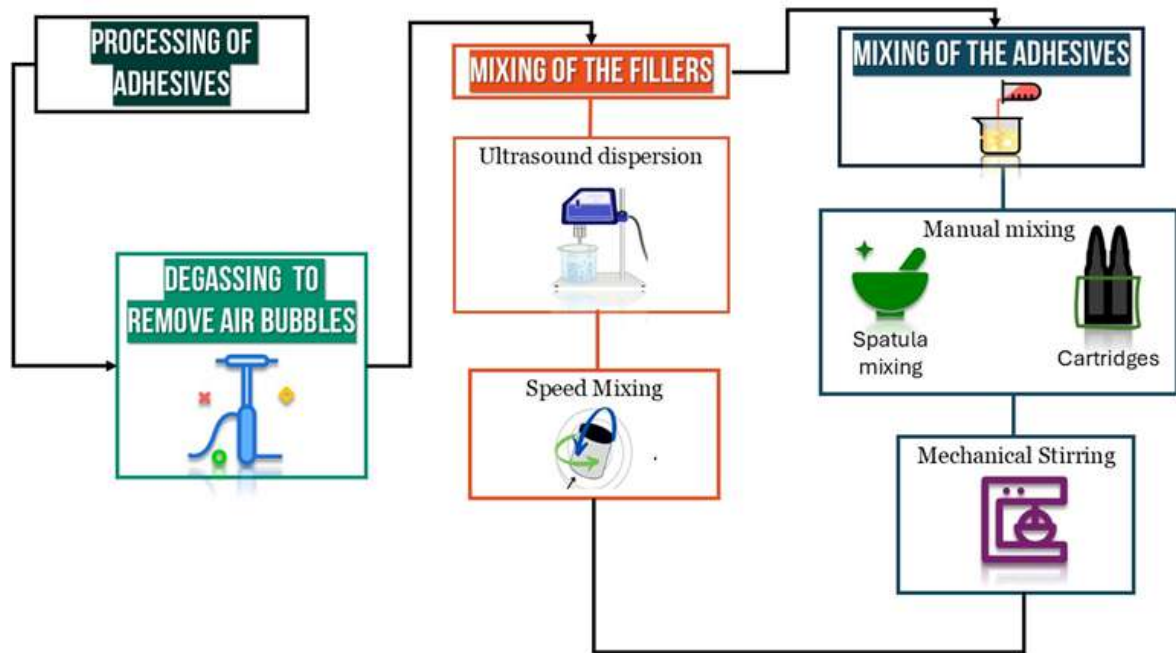 PROCESSING OF
ADHESIVES
DEGASSING TO
REMOVE AIR BUBBLES
MIXING OF THE FILLERS
Ultrasound dispersion
Speed Mixing
MIXING OF THE ADHESIVES
Manual mixing
Spatula
mixing
Cartridges
Mechanical Stirring